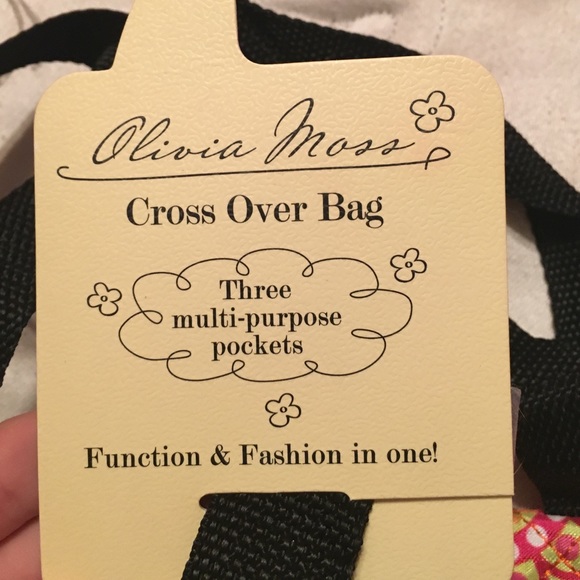 Olivia Moss
Cross Over Bag
Three
multi-purpose
pockets
Function & Fashion in one!